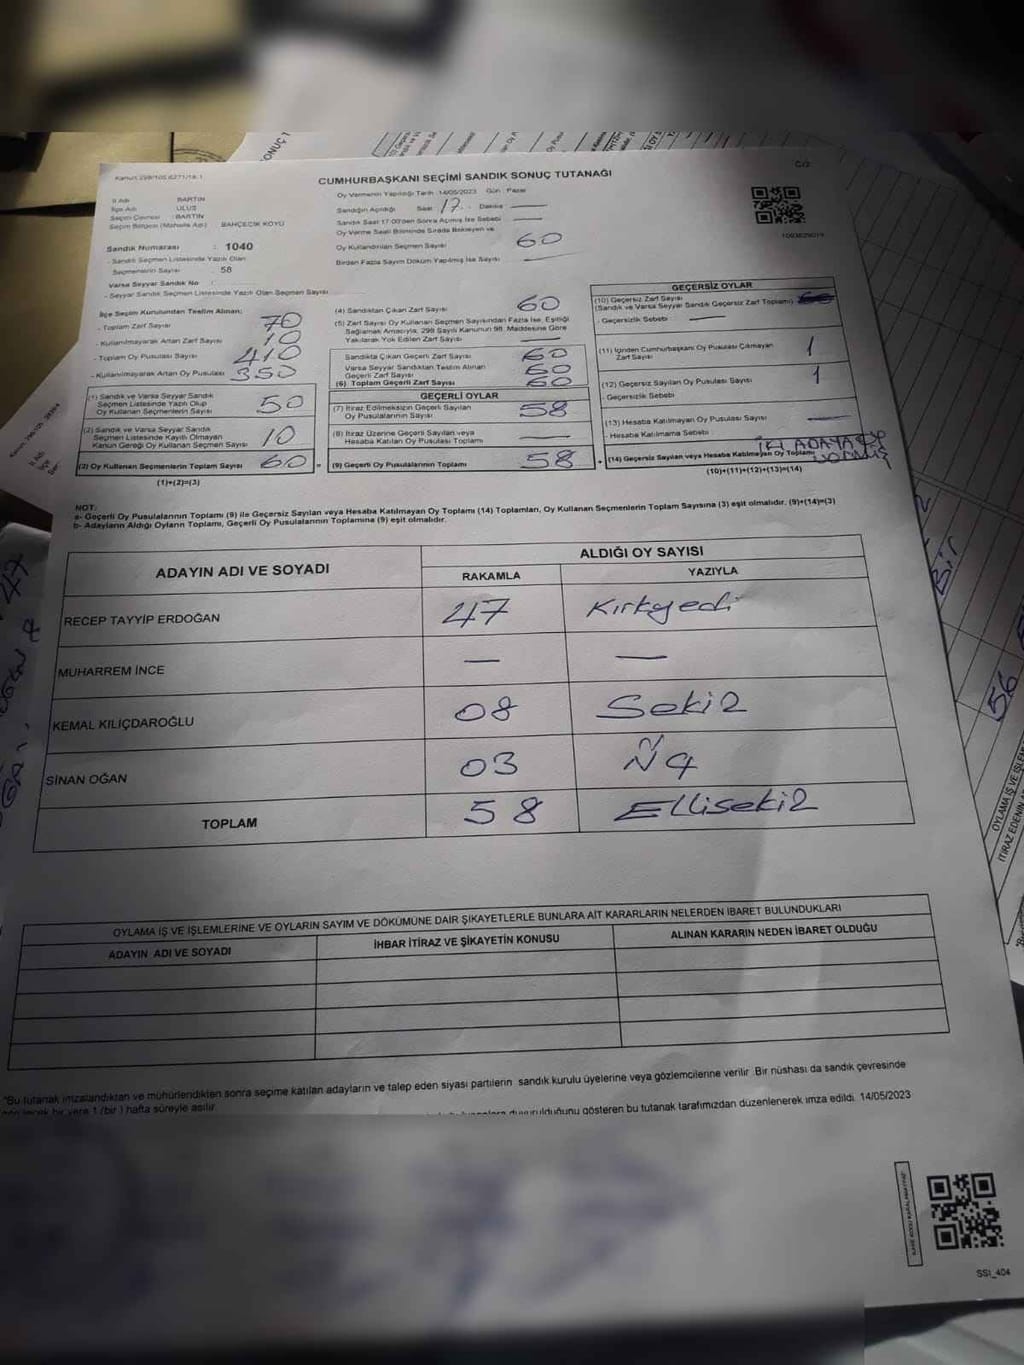 Kanun:298/105 6271/16.1
C/2
CUMHURBAŞKANI SEÇİMİ SANDIK SONUÇ TUTANAĞI
İl Adı : BARTIN
İlçe Adı : ULUS
Seçim Çevresi : BARTIN
Seçim Bölgesi (Mahalle Adı) : BAHÇECİK KÖYÜ
Sandık Numarası : 1040
- Sandık Seçmen Listesinde Yazılı Olan
Seçmenlerin Sayısı : 58
Varsa Seyyar Sandık No :
- Seyyar Sandık Seçmen Listesinde Yazılı Olan Seçmen Sayısı
Oy Vermenin Yapıldığı Tarih : 14/05/2023 Gün : Pazar
Sandığın Açıldığı Saat 17 Dakika —
Sandık Saat 17:00'den Sonra Açılmış İse Sebebi —
Oy Verme Saati Bitiminde Sırada Bekleyen ve
Oy Kullandırılan Seçmen Sayısı 60
Birden Fazla Sayım Döküm Yapılmış İse Sayısı —
İlçe Seçim Kurulundan Teslim Alınan;
- Toplam Zarf Sayısı 70
- Kullanılmayarak Artan Zarf Sayısı 10
- Toplam Oy Pusulası Sayısı 410
- Kullanılmayarak Artan Oy Pusulası 350
(1) Sandık ve Varsa Seyyar Sandık
Seçmen Listesinde Yazılı Olup
Oy Kullanan Seçmenlerin Sayısı 50
(2) Sandık ve Varsa Seyyar Sandık
Seçmen Listesinde Kayıtlı Olmayan
Kanun Gereği Oy Kullanan Seçmen Sayısı 10
(3) Oy Kullanan Seçmenlerin Toplam Sayısı 60 =
(1)+(2)=(3)
(4) Sandıktan Çıkan Zarf Sayısı 60
(5) Zarf Sayısı Oy Kullanan Seçmen Sayısından Fazla İse, Eşitliği
Sağlamak Amacıyla, 298 Sayılı Kanunun 98. Maddesine Göre
Yakılarak Yok Edilen Zarf Sayısı —
Sandıkta Çıkan Geçerli Zarf Sayısı 60
Varsa Seyyar Sandıktan Teslim Alınan
Geçerli Zarf Sayısı 60
(6) Toplam Geçerli Zarf Sayısı 60
GEÇERLİ OYLAR
(7) İtiraz Edilmeksizin Geçerli Sayılan
Oy Pusulalarının Sayısı 58
(8) İtiraz Üzerine Geçerli Sayılan veya
Hesaba Katılan Oy Pusulası Toplamı —
(9) Geçerli Oy Pusulalarının Toplamı 58 +
GEÇERSİZ OYLAR
(10) Geçersiz Zarf Sayısı
(Sandık ve Varsa Seyyar Sandık Geçersiz Zarf Toplamı)
- Geçersizlik Sebebi : —
(11) İçinden Cumhurbaşkanı Oy Pusulası Çıkmayan
Zarf Sayısı 1
(12) Geçersiz Sayılan Oy Pusulası Sayısı 1
- Geçersizlik Sebebi :
(13) Hesaba Katılmayan Oy Pusulası Sayısı —
- Hesaba Katılmama Sebebi :
İKİ ADAYA OY
(14) Geçersiz Sayılan veya Hesaba Katılmayan Oy Toplamı
(10)+(11)+(12)+(13)=(14)
NOT:
a- Geçerli Oy Pusulalarının Toplamı (9) ile Geçersiz Sayılan veya Hesaba Katılmayan Oy Toplamı (14) Toplamları, Oy Kullanan Seçmenlerin Toplam Sayısına (3) eşit olmalıdır. (9)+(14)=(3)
b- Adayların Aldığı Oyların Toplamı, Geçerli Oy Pusulalarının Toplamına (9) eşit olmalıdır.
ADAYIN ADI VE SOYADI
ALDIĞI OY SAYISI
RAKAMLA YAZIYLA
RECEP TAYYİP ERDOĞAN 47 Kırkyedi
MUHARREM İNCE — —
KEMAL KILIÇDAROĞLU 08 Sekiz
SİNAN OĞAN 03 Üç
TOPLAM 58 Ellisekiz
OYLAMA İŞ VE İŞLEMLERİNE VE OYLARIN SAYIM VE DÖKÜMÜNE DAİR ŞİKAYETLERLE BUNLARA AİT KARARLARIN NELERDEN İBARET BULUNDUKLARI
ADAYIN ADI VE SOYADI İHBAR İTİRAZ VE ŞİKAYETİN KONUSU ALINAN KARARIN NEDEN İBARET OLDUĞU
"Bu tutanak imzalandıktan ve mühürlendikten sonra seçime katılan adayların ve talep eden siyasi partilerin sandık kurulu üyelerine veya gözlemcilerine verilir. Bir nüshası da sandık çevresinde
bir yere 1 (bir) hafta süreyle asılır. duyurulduğunu gösteren bu tutanak tarafımızdan düzenlenerek imza edildi. 14/05/2023
SSI_404